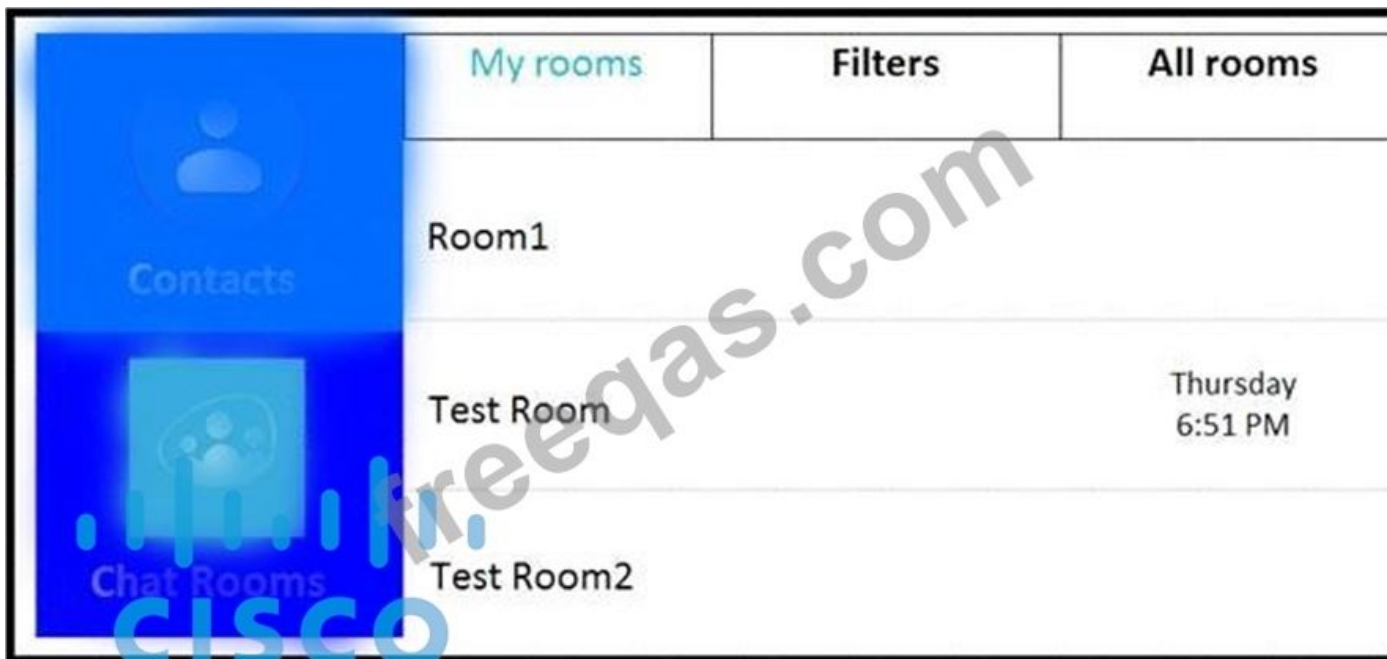 My rooms
Filters
All rooms
Contacts
Room1
Test Room
Thursday
6:51 PM
Chat Rooms
Test Room2
freeqas.com
CISCO